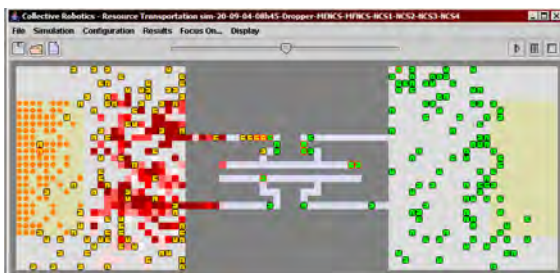 Collective Robotics - Resource Transportation sim-20-09-04-08h45-Dropper-MENCS-MFNCS-NCS1-NCS2-NCS3-NCS4
File Simulation Configuration Results Focus On... Display